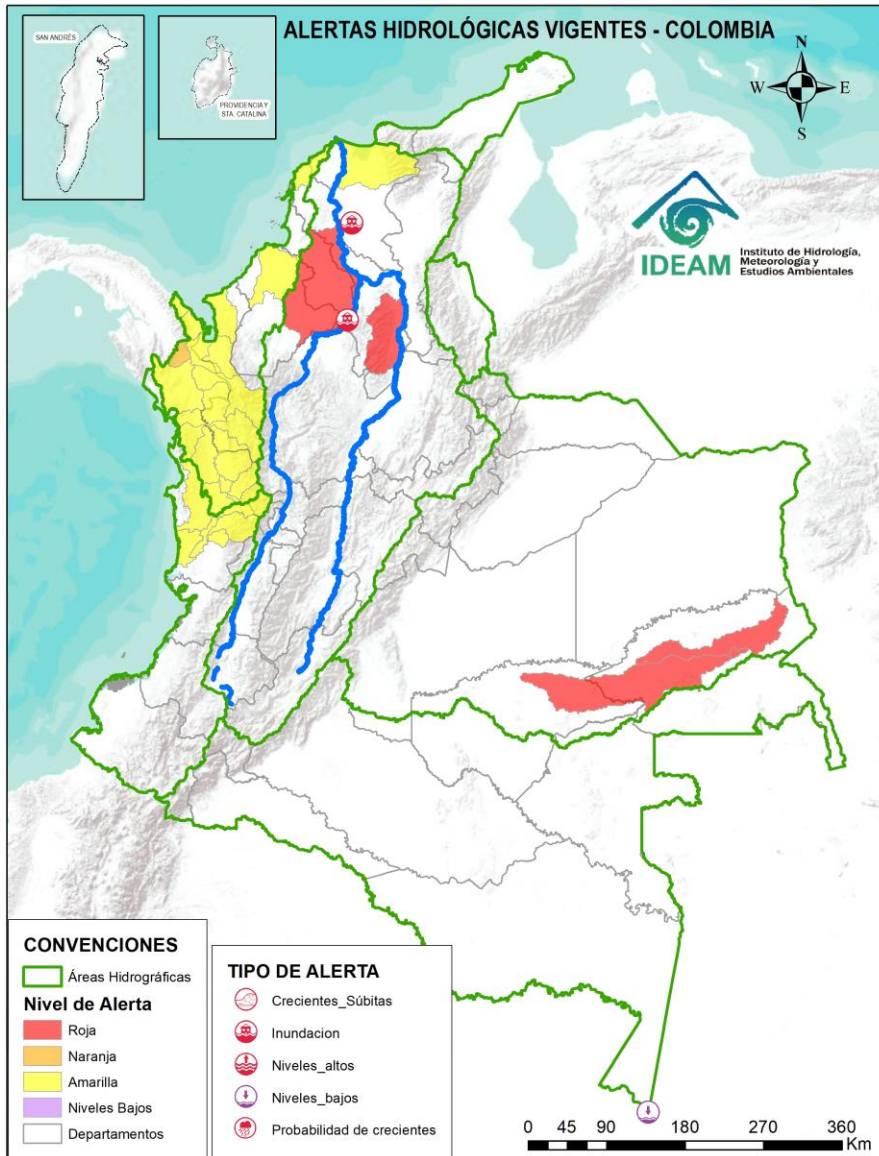 ALERTAS HIDROLÓGICAS VIGENTES - COLOMBIA
SAN ANDRÉS
PROVIDENCIA Y
STA. CATALINA
N
W
E
S
IDEAM
Instituto de Hidrología,
Meteorología y
Estudios Ambientales
CONVENCIONES
Áreas Hidrográficas
Nivel de Alerta
Roja
Naranja
Amarilla
Niveles Bajos
Departamentos
TIPO DE ALERTA
Crecientes_Súbitas
Inundacion
Niveles_altos
Niveles_bajos
Probabilidad de crecientes
0 45 90 180 270 360
Km